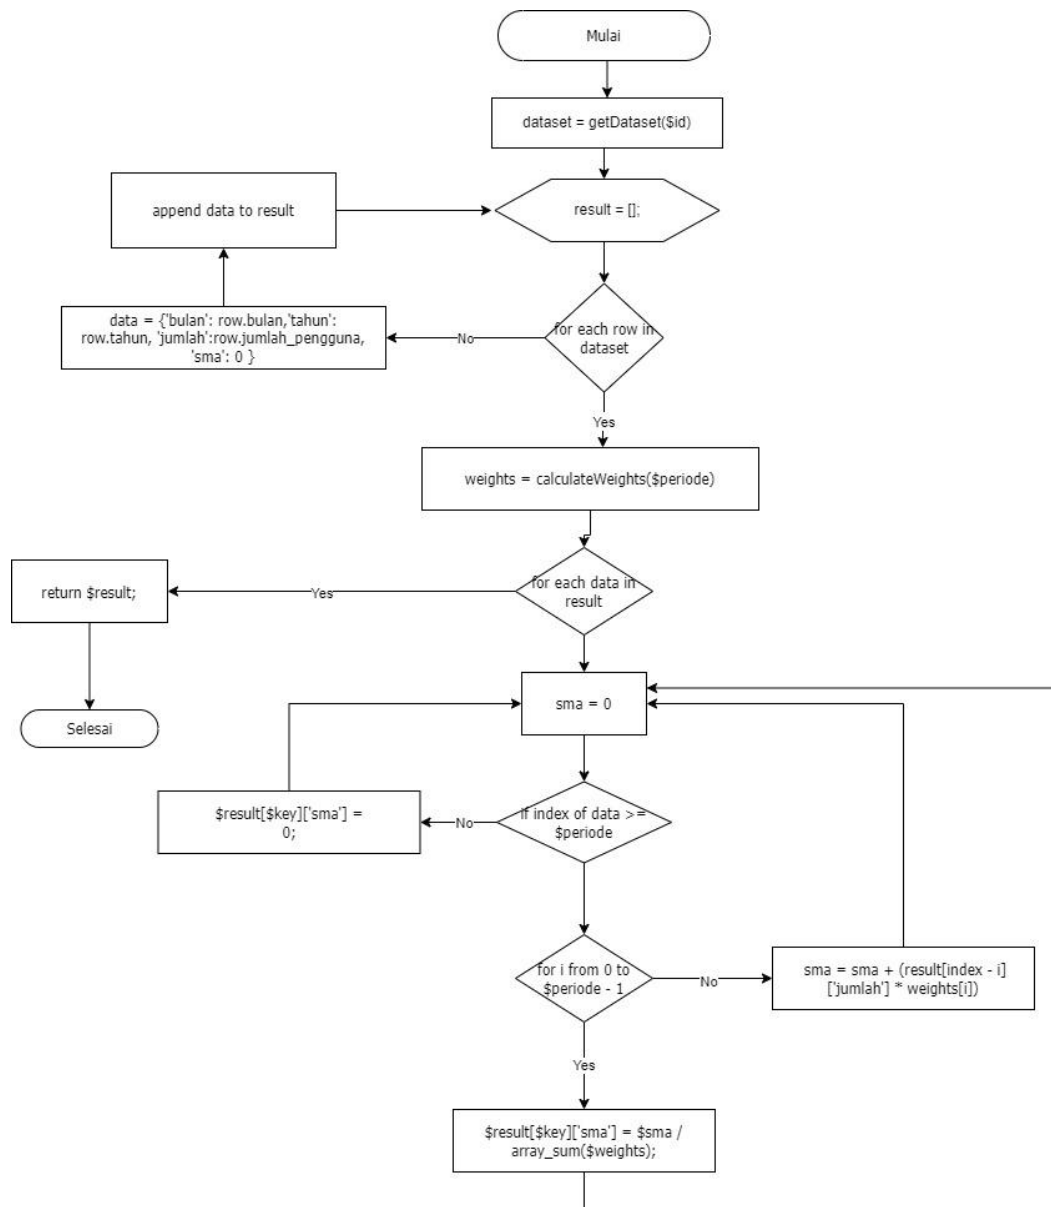 Mulai
dataset = getDataset($id)
append data to result
result = [];
data = {'bulan': row.bulan,'tahun':
row.tahun, 'jumlah':row.jumlah_pengguna,
'sma': 0 }
No
for each row in
dataset
Yes
weights = calculateWeights($periode)
return $result;
Yes
for each data in
result
sma = 0
Selesai
$result[$key]['sma'] =
0;
No
if index of data >=
$periode
for i from 0 to
$periode - 1
No
sma = sma + (result[index - i]
['jumlah'] * weights[i])
Yes
$result[$key]['sma'] = $sma /
array_sum($weights);